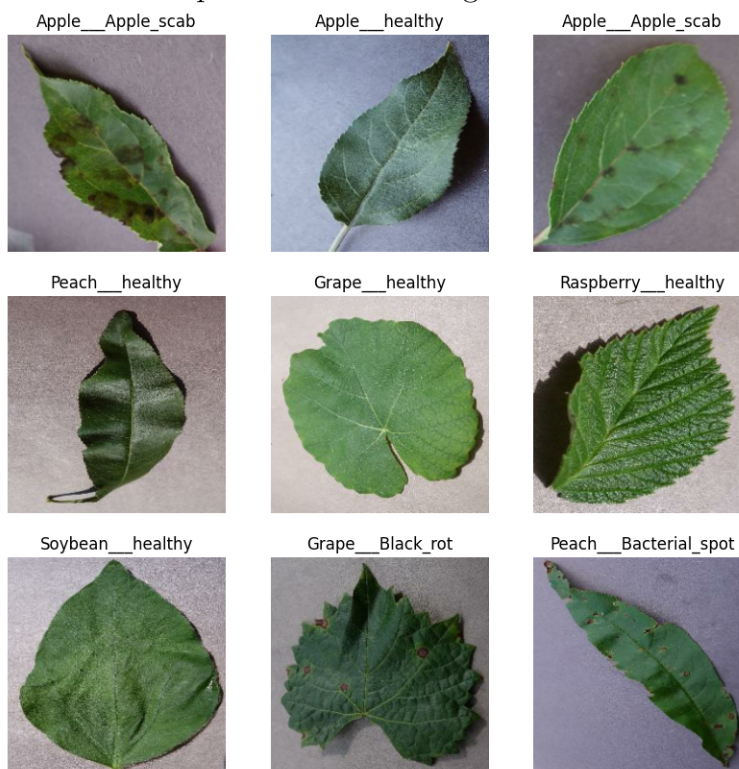 Apple___Apple_scab
Apple___healthy
Apple___Apple_scab
Peach___healthy
Grape___healthy
Raspberry___healthy
Soybean___healthy
Grape___Black_rot
Peach___Bacterial_spot